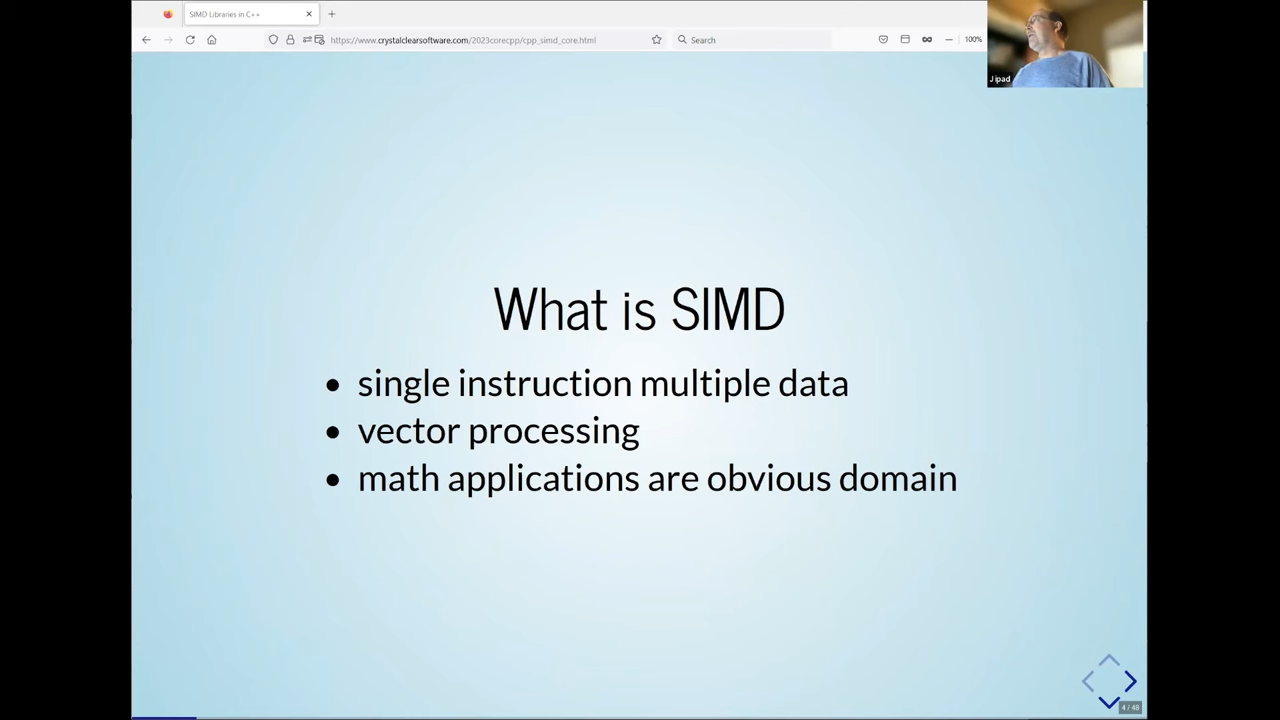 SIMD Libraries in C++
https://www.crystalclearsoftware.com/2023corecpp/cpp_simd_core.html
Search
100%
J ipad
What is SIMD
• single instruction multiple data
• vector processing
• math applications are obvious domain
4 / 48